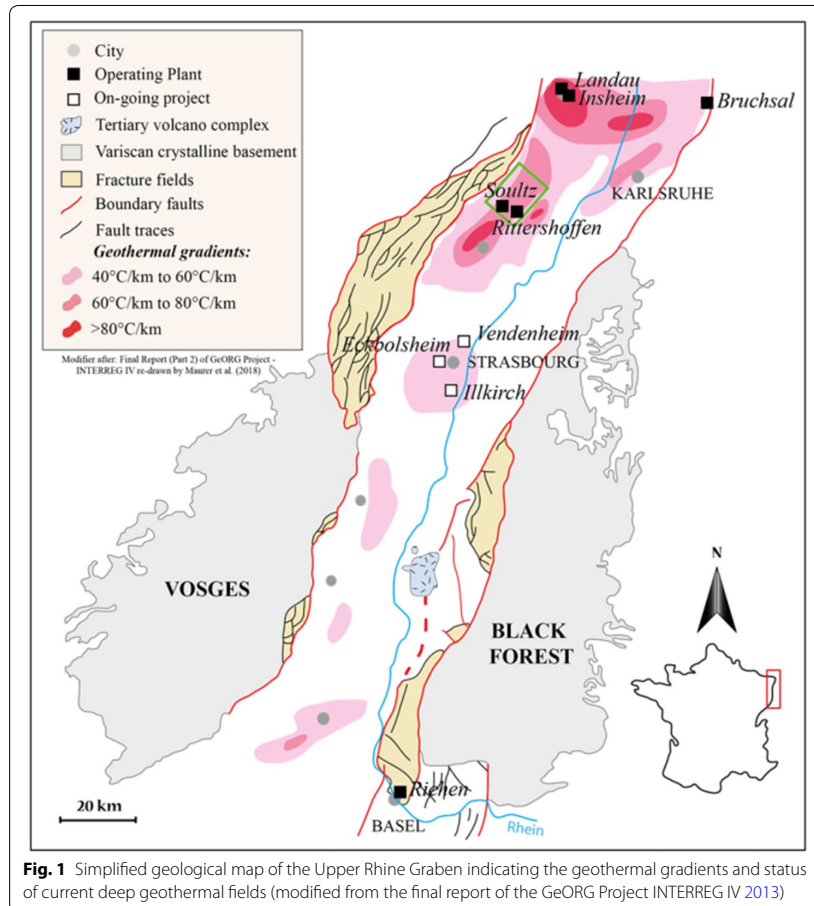 City
Operating Plant
On-going project
Tertiary volcano complex
Variscan crystalline basement
Fracture fields
Boundary faults
Fault traces
Geothermal gradients:
40°C/km to 60°C/km
60°C/km to 80°C/km
>80°C/km
Modifier after: Final Report (Part 2) of GeORG Project -
INTERREG IV re-drawn by Maurer et al. (2018)
Landau
Insheim
Bruchsal
KARLSRUHE
Soultz
Rittershoffen
Vendenheim
Eckbolsheim
STRASBOURG
Illkirch
VOSGES
BLACK
FOREST
N
Riehen
BASEL
Rhein
20 km
Fig. 1 Simplified geological map of the Upper Rhine Graben indicating the geothermal gradients and status
of current deep geothermal fields (modified from the final report of the GeORG Project INTERREG IV 2013)